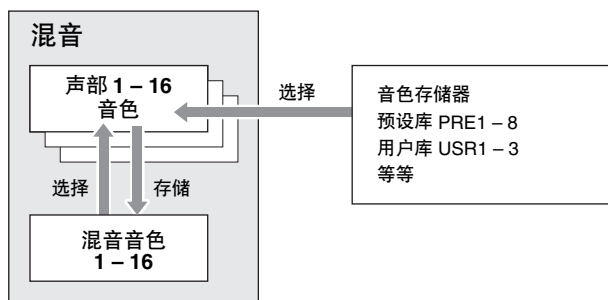 混音
声部 1 – 16
音色
选择
存储
混音音色
1 – 16
选择
音色存储器
预设库 PRE1 – 8
用户库 USR1 – 3
等等